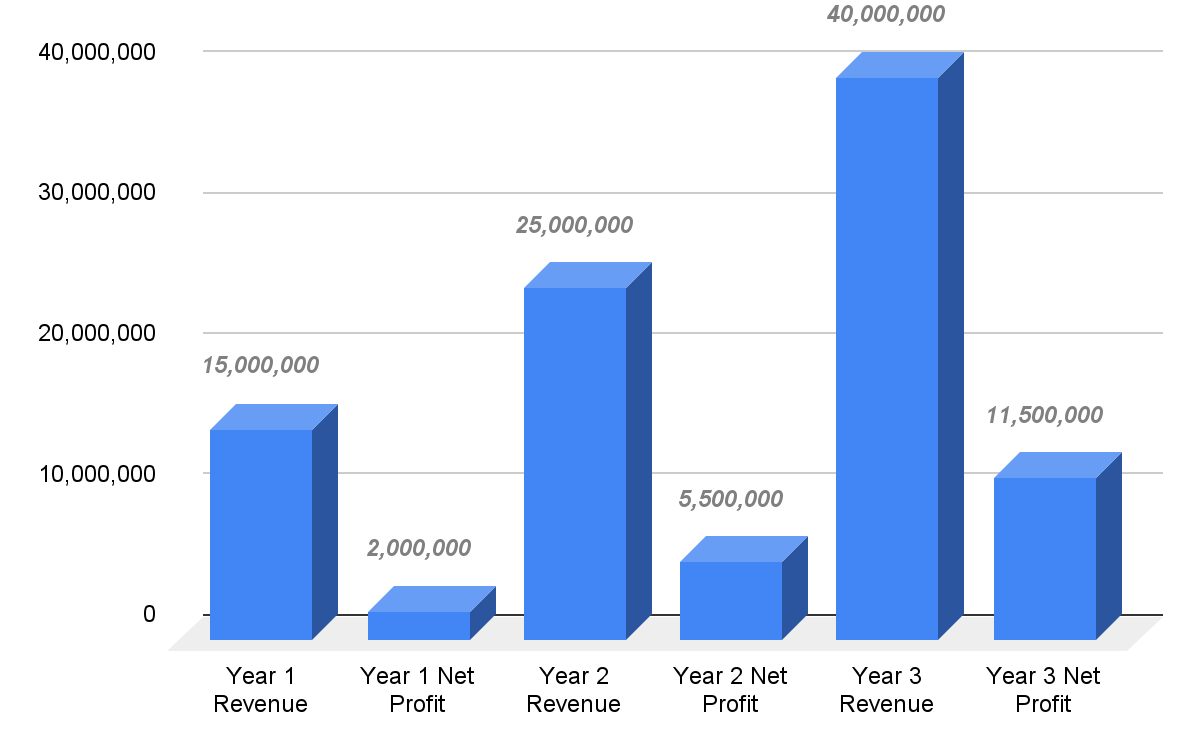 40,000,000
40,000,000
30,000,000
25,000,000
20,000,000
15,000,000
11,500,000
10,000,000
5,500,000
2,000,000
0
Year 1
Revenue
Year 1 Net
Profit
Year 2
Revenue
Year 2 Net
Profit
Year 3
Revenue
Year 3 Net
Profit